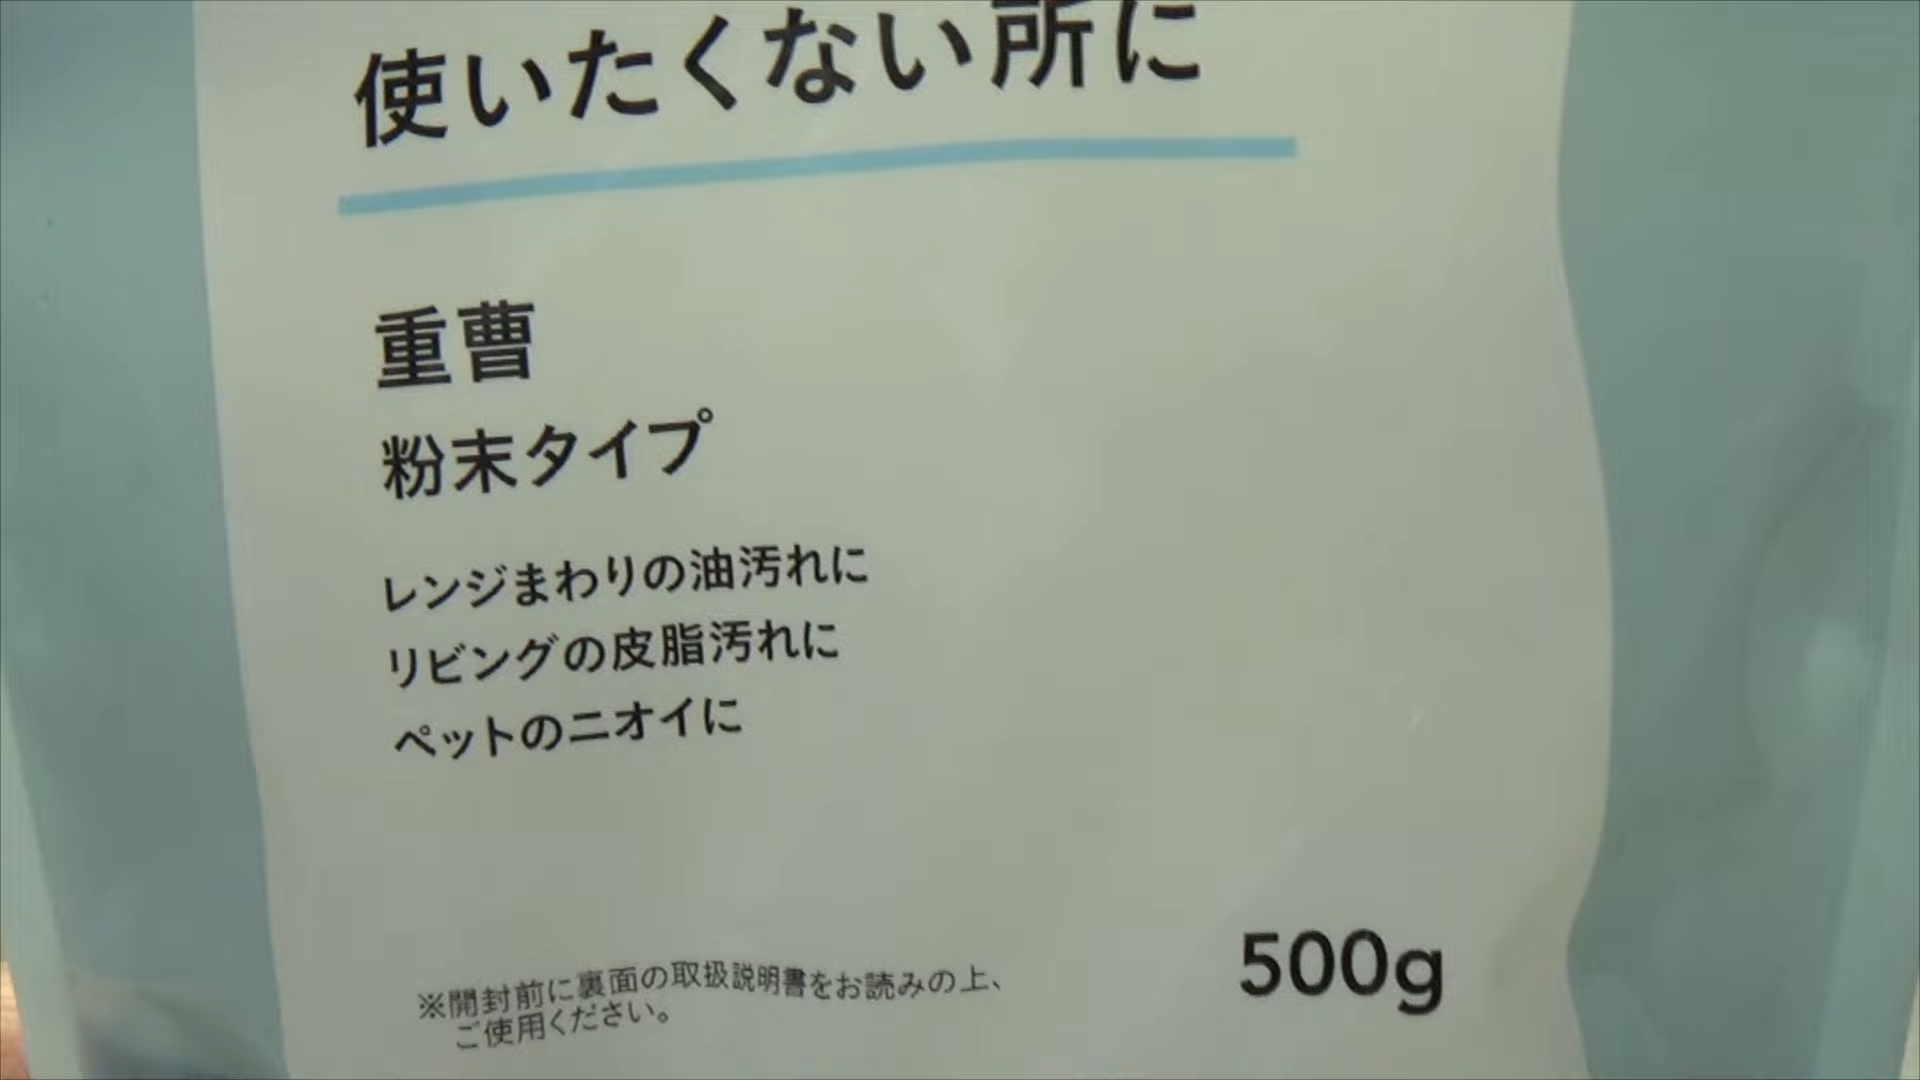 使いたくない所に
重曹
粉末タイプ
レンジまわりの油汚れに
リビングの皮脂汚れに
ペットのニオイに
※開封前に裏面の取扱説明書をお読みの上、
ご使用ください。
500g